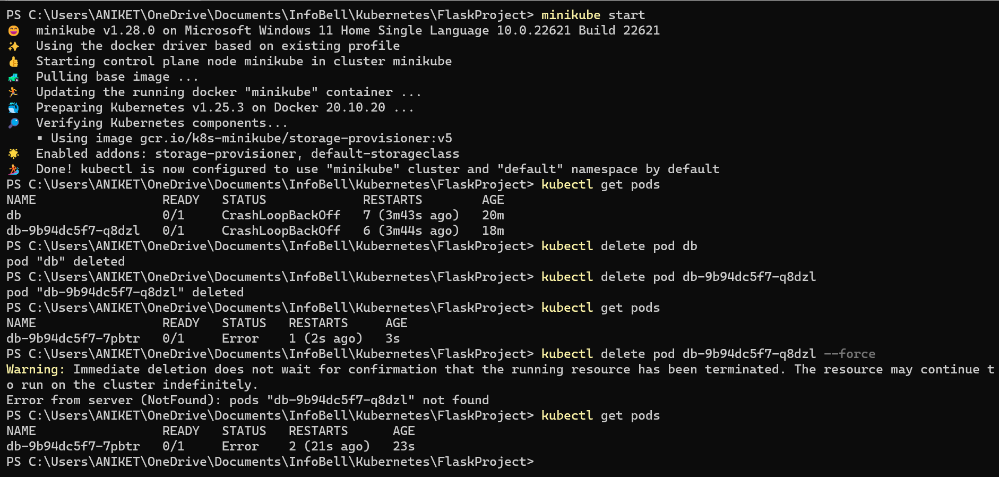 PS C:\Users\ANIKET\OneDrive\Documents\InfoBell\Kubernetes\FlaskProject> minikube start
😄  minikube v1.28.0 on Microsoft Windows 11 Home Single Language 10.0.22621 Build 22621
✨  Using the docker driver based on existing profile
👍  Starting control plane node minikube in cluster minikube
🚜  Pulling base image ...
🏃  Updating the running docker "minikube" container ...
🐳  Preparing Kubernetes v1.25.3 on Docker 20.10.20 ...
🔎  Verifying Kubernetes components...
    ▪ Using image gcr.io/k8s-minikube/storage-provisioner:v5
🌟  Enabled addons: storage-provisioner, default-storageclass
🏄  Done! kubectl is now configured to use "minikube" cluster and "default" namespace by default
PS C:\Users\ANIKET\OneDrive\Documents\InfoBell\Kubernetes\FlaskProject> kubectl get pods
NAME                 READY   STATUS             RESTARTS        AGE
db                   0/1     CrashLoopBackOff   7 (3m43s ago)   20m
db-9b94dc5f7-q8dzl   0/1     CrashLoopBackOff   6 (3m44s ago)   18m
PS C:\Users\ANIKET\OneDrive\Documents\InfoBell\Kubernetes\FlaskProject> kubectl delete pod db
pod "db" deleted
PS C:\Users\ANIKET\OneDrive\Documents\InfoBell\Kubernetes\FlaskProject> kubectl delete pod db-9b94dc5f7-q8dzl
pod "db-9b94dc5f7-q8dzl" deleted
PS C:\Users\ANIKET\OneDrive\Documents\InfoBell\Kubernetes\FlaskProject> kubectl get pods
NAME                 READY   STATUS   RESTARTS     AGE
db-9b94dc5f7-7pbtr   0/1     Error    1 (2s ago)   3s
PS C:\Users\ANIKET\OneDrive\Documents\InfoBell\Kubernetes\FlaskProject> kubectl delete pod db-9b94dc5f7-q8dzl --force
Warning: Immediate deletion does not wait for confirmation that the running resource has been terminated. The resource may continue t
o run on the cluster indefinitely.
Error from server (NotFound): pods "db-9b94dc5f7-q8dzl" not found
PS C:\Users\ANIKET\OneDrive\Documents\InfoBell\Kubernetes\FlaskProject> kubectl get pods
NAME                 READY   STATUS   RESTARTS      AGE
db-9b94dc5f7-7pbtr   0/1     Error    2 (21s ago)   23s
PS C:\Users\ANIKET\OneDrive\Documents\InfoBell\Kubernetes\FlaskProject>